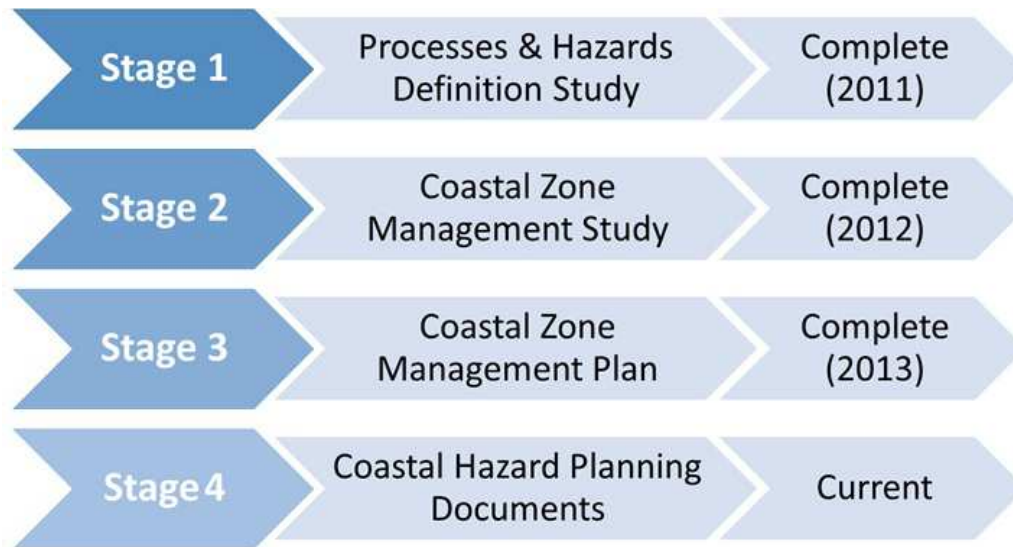 Stage 1
Processes & Hazards
Definition Study
Complete
(2011)
Stage 2
Coastal Zone
Management Study
Complete
(2012)
Stage 3
Coastal Zone
Management Plan
Complete
(2013)
Stage 4
Coastal Hazard Planning
Documents
Current